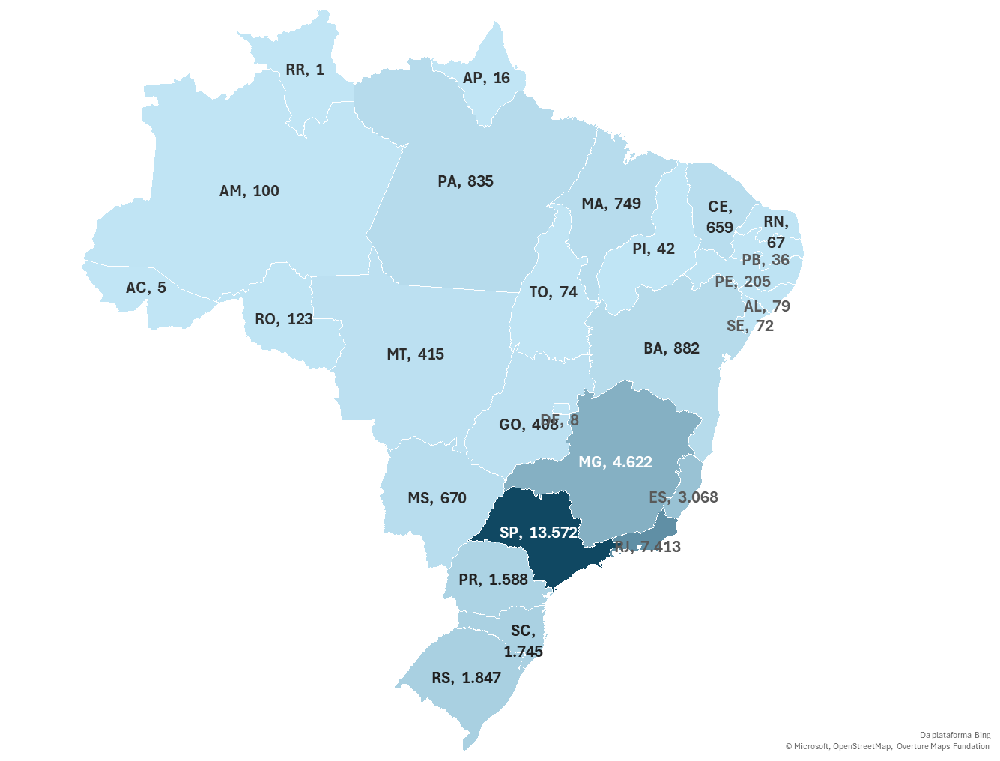 RR, 1
AP, 16
PA, 835
AM, 100
MA, 749
CE,
659
RN,
67
PI, 42
PB, 36
PE, 205
AC, 5
TO, 74
AL, 79
RO, 123
SE, 72
BA, 882
MT, 415
DF, 8
GO, 408
MG, 4.622
MS, 670
ES, 3.068
SP, 13.572
RJ, 7.413
PR, 1.588
SC,
1.745
RS, 1.847
Da plataforma Bing
© Microsoft, OpenStreetMap, Overture Maps Fundation